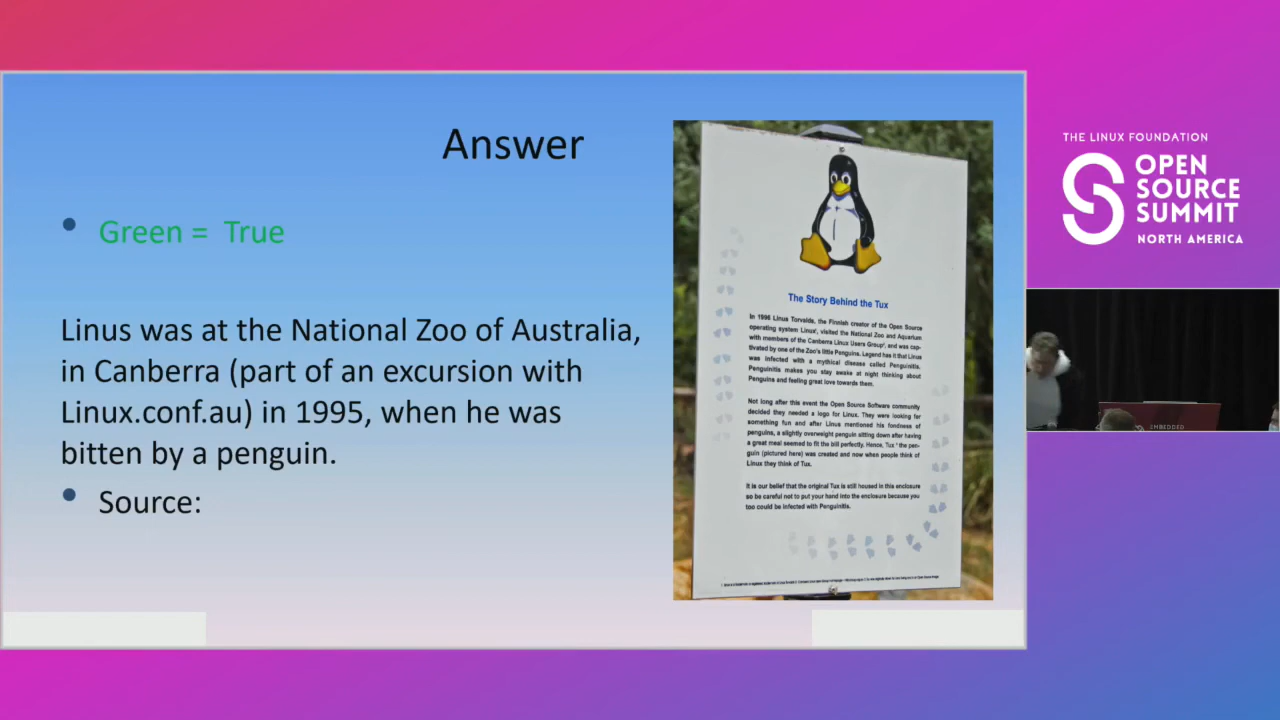 Answer
• Green = True
Linus was at the National Zoo of Australia,
in Canberra (part of an excursion with
Linux.conf.au) in 1995, when he was
bitten by a penguin.
• Source:
The Story Behind the Tux
In 1996 Linus Torvalds, the Finnish creator of the Open Source
operating system Linux, visited the National Zoo and Aquarium
with members of the Canberra Linux Users Group, and was cap-
tivated by one of the Zoo's little Penguins. Legend has it that Linus
was infected with a mythical disease called Penguinitis.
Penguinitis makes you stay awake at night thinking about
Penguins and feeling great love towards them.
Not long after this event the Open Source Software community
decided they needed a logo for Linux. They were looking for
something fun and after Linus mentioned his fondness of
penguins, a slightly overweight penguin sitting down after having
a great meal seemed to fit the bill perfectly. Hence, Tux the pen-
guin (pictured here) was created and now when people think of
Linux they think of Tux.
It is our belief that the original Tux is still housed in this enclosure
so be careful not to put your hand into the enclosure because you
too could be infected with Penguinitis.
THE LINUX FOUNDATION
OPEN
SOURCE
SUMMIT
NORTH AMERICA
EMBEDDED